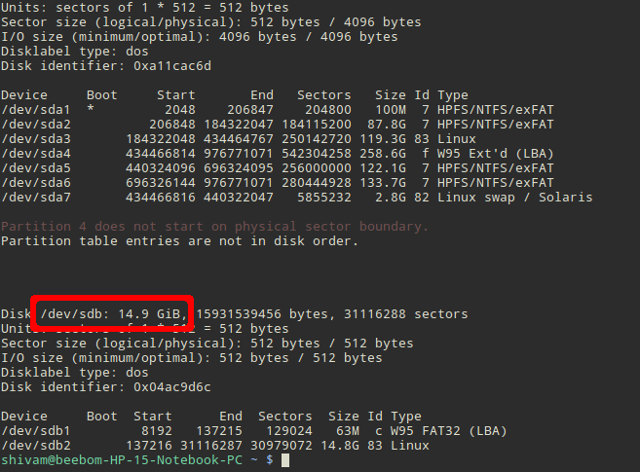 Units: sectors of 1 * 512 = 512 bytes
Sector size (logical/physical): 512 bytes / 4096 bytes
I/O size (minimum/optimal): 4096 bytes / 4096 bytes
Disklabel type: dos
Disk identifier: 0xa11cac6d
Device     Boot     Start       End   Sectors   Size Id Type
/dev/sda1  *         2048    206847    204800   100M  7 HPFS/NTFS/exFAT
/dev/sda2          206848 184322047 184115200  87.8G  7 HPFS/NTFS/exFAT
/dev/sda3       184322048 434464767 250142720 119.3G 83 Linux
/dev/sda4       434466814 976771071 542304258 258.6G  f W95 Ext'd (LBA)
/dev/sda5       440324096 696324095 256000000 122.1G  7 HPFS/NTFS/exFAT
/dev/sda6       696326144 976771071 280444928 133.7G  7 HPFS/NTFS/exFAT
/dev/sda7       434466816 440322047   5855232   2.8G 82 Linux swap / Solaris
Partition 4 does not start on physical sector boundary.
Partition table entries are not in disk order.
Disk /dev/sdb: 14.9 GiB, 15931539456 bytes, 31116288 sectors
Units: sectors of 1 * 512 = 512 bytes
Sector size (logical/physical): 512 bytes / 512 bytes
I/O size (minimum/optimal): 512 bytes / 512 bytes
Disklabel type: dos
Disk identifier: 0x04ac9d6c
Device     Boot  Start      End  Sectors  Size Id Type
/dev/sdb1         8192   137215   129024   63M  c W95 FAT32 (LBA)
/dev/sdb2       137216 31116287 30979072 14.8G 83 Linux
shivam@beebom-HP-15-Notebook-PC ~ $